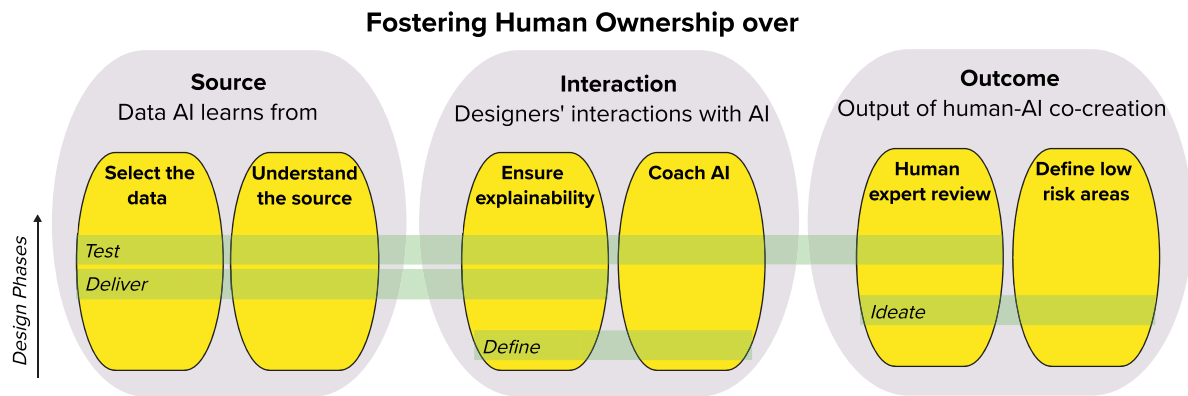 Fostering Human Ownership over
Source
Data AI learns from
Select the
data
Understand
the source
Interaction
Designers' interactions with AI
Ensure
explainability
Coach AI
Outcome
Output of human-AI co-creation
Human
expert review
Define low
risk areas
Design Phases
Test
Deliver
Define
Ideate